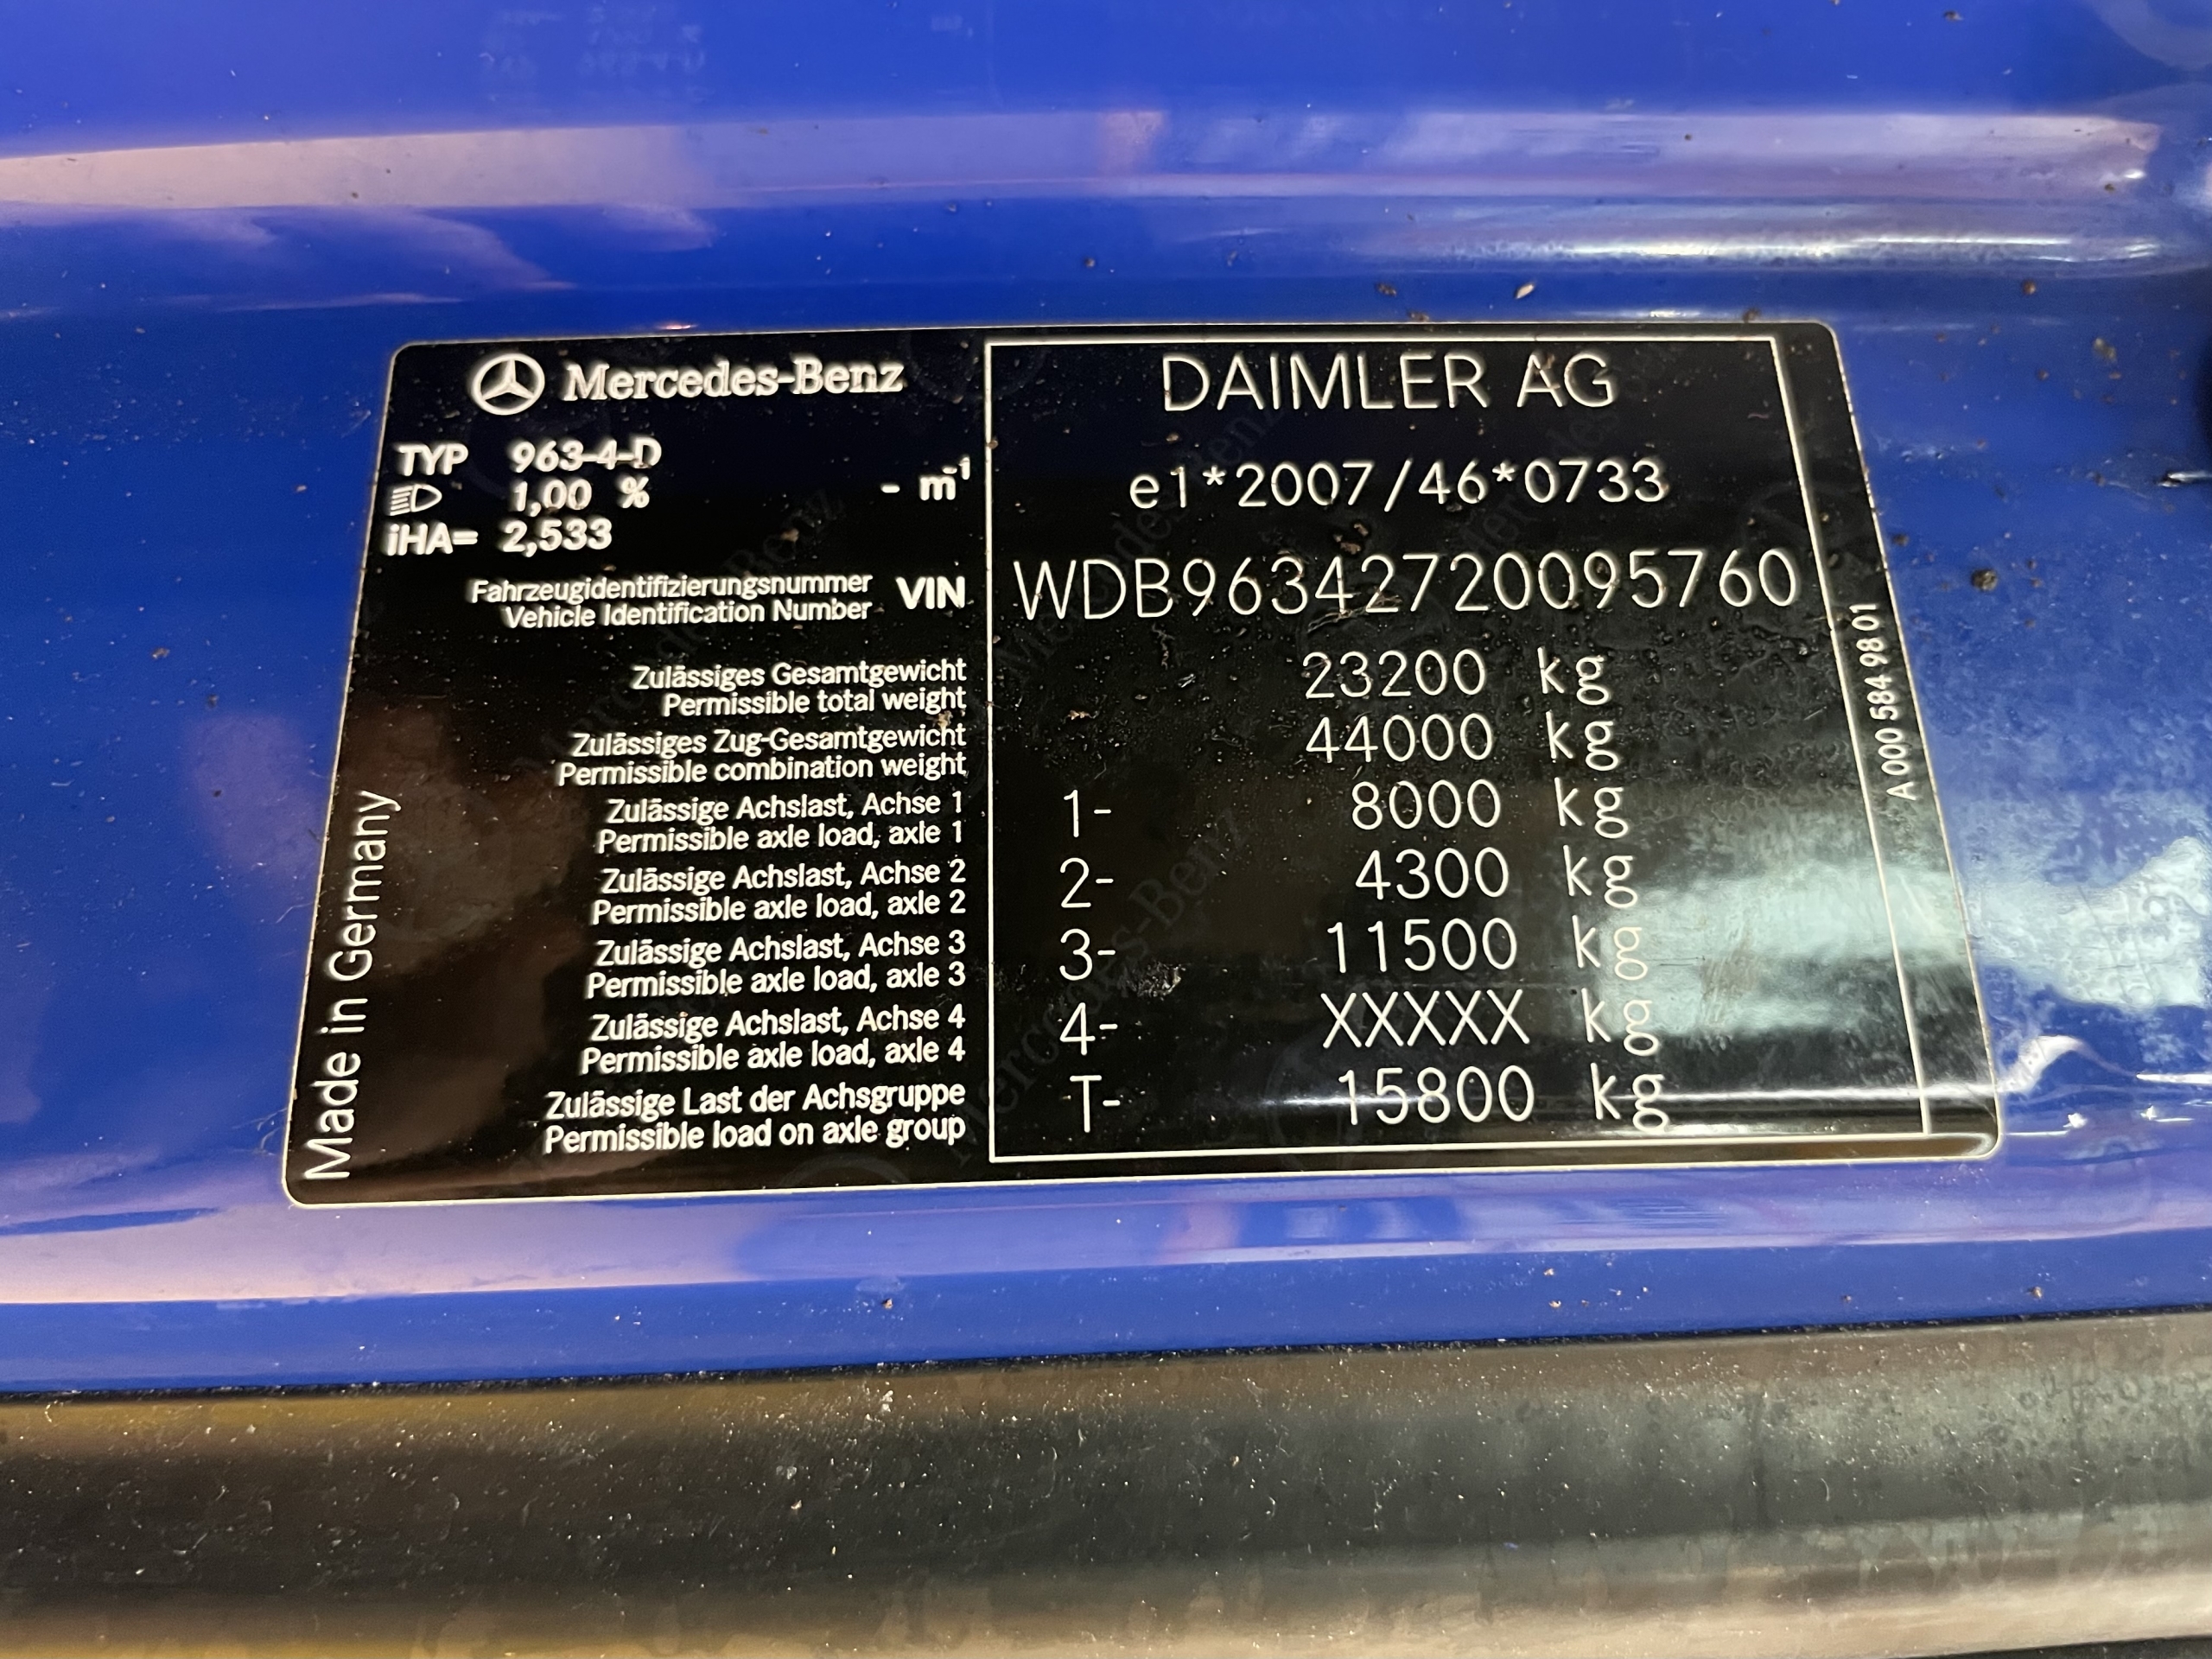 Mercedes-Benz
DAIMLER AG
TYP 963-4-D
1,00 % - m⁻¹
iHA= 2,533
e1*2007/46*0733
Fahrzeugidentifizierungsnummer
Vehicle Identification Number
VIN WDB96342720095760
Zulässiges Gesamtgewicht
Permissible total weight
23200 kg
Zulässiges Zug-Gesamtgewicht
Permissible combination weight
44000 kg
Zulässige Achslast, Achse 1
Permissible axle load, axle 1
1- 8000 kg
Zulässige Achslast, Achse 2
Permissible axle load, axle 2
2- 4300 kg
Zulässige Achslast, Achse 3
Permissible axle load, axle 3
3- 11500 kg
Zulässige Achslast, Achse 4
Permissible axle load, axle 4
4- XXXXX kg
Zulässige Last der Achsgruppe
Permissible load on axle group
T- 15800 kg
Made in Germany
A 000 584 98 01